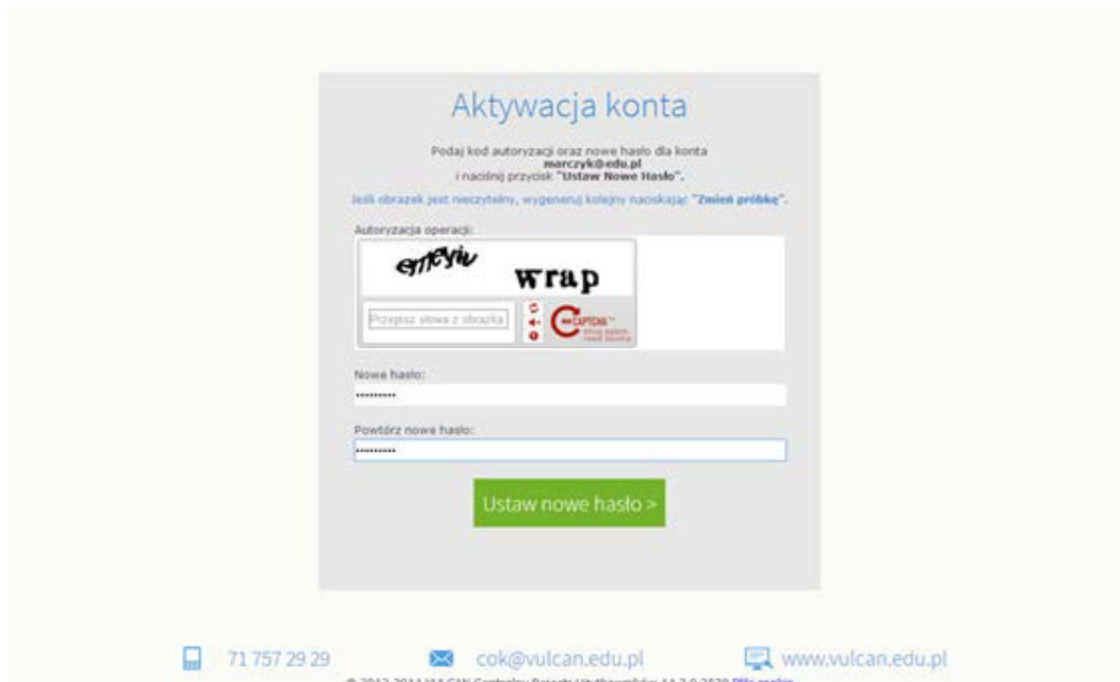 Aktywacja konta
Podaj kod autoryzacji oraz nowe hasło dla konta
marczyk@edu.pl
i naciśnij przycisk "Ustaw Nowe Hasło".
Jeśli obrazek jest nieczytelny, wygeneruj kolejny naciskając "Zmień próbkę".
Autoryzacja operacji:
wrap
Przepisz słowa z obrazka
CAPTCHA™
Nowe hasło:
Powtórz nowe hasło:
Ustaw nowe hasło >
71 757 29 29
cok@vulcan.edu.pl
www.vulcan.edu.pl